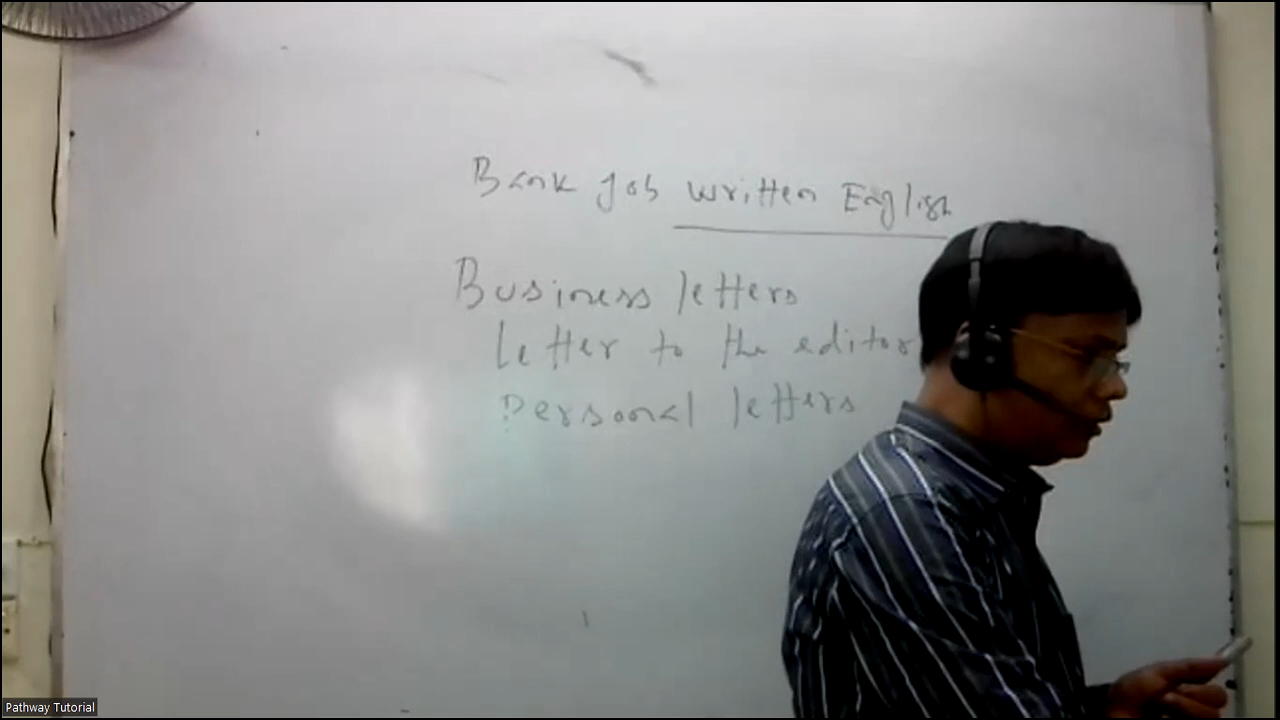 Bank Job written English
Business letters
Letter to the editor
Personal letters
Pathway Tutorial